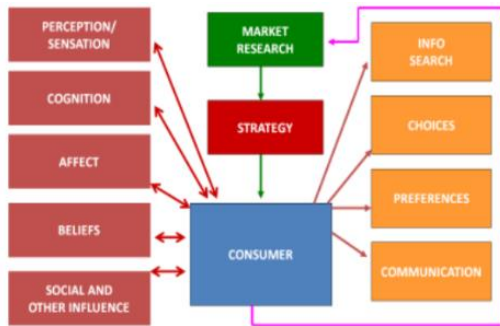 PERCEPTION/
SENSATION
COGNITION
AFFECT
BELIEFS
SOCIAL AND
OTHER INFLUENCE
MARKET
RESEARCH
STRATEGY
CONSUMER
INFO
SEARCH
CHOICES
PREFERENCES
COMMUNICATION